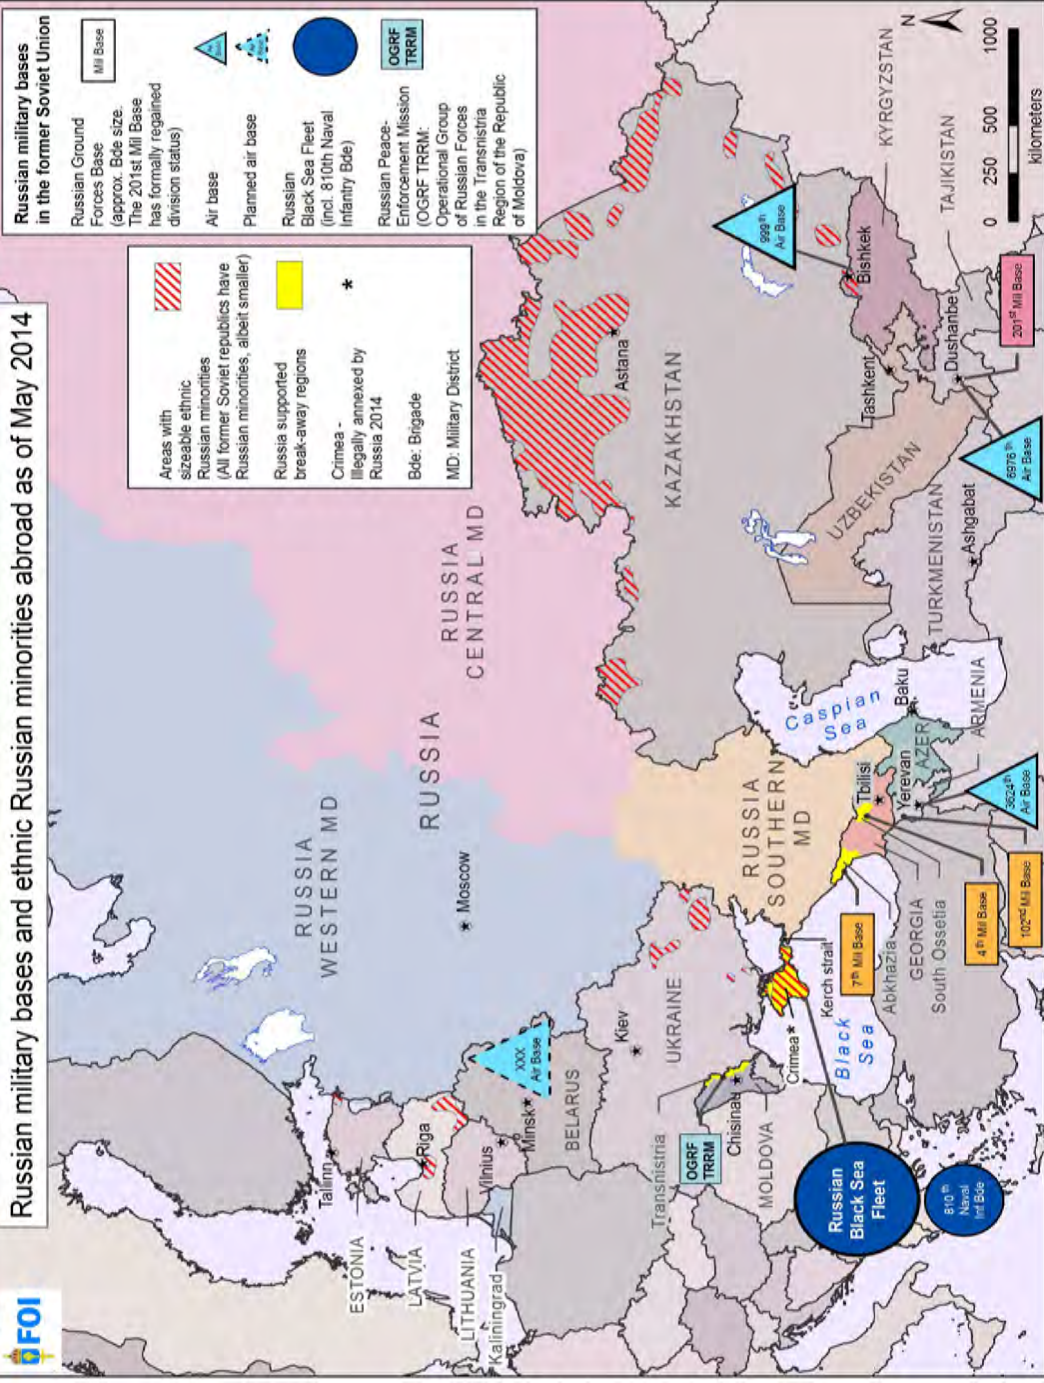 FOI
Russian military bases and ethnic Russian minorities abroad as of May 2014
Russian military bases
in the former Soviet Union
Russian Ground
Forces Base
(approx. Bde size.
The 201st Mil Base
has formally regained
division status)
Mil Base
Air base
Air
Base
Planned air base
Russian
Black Sea Fleet
(incl. 810th Naval
Infantry Bde)
Russian Peace-
Enforcement Mission
(OGRF TRRM:
Operational Group
of Russian Forces
in the Transnistria
Region of the Republic
of Moldova)
OGRF
TRRM
Areas with
sizeable ethnic
Russian minorities
(All former Soviet republics have
Russian minorities, albeit smaller)
Russia supported
break-away regions
Crimea -
Illegally annexed by
Russia 2014
*
Bde: Brigade
MD: Military District
RUSSIA
WESTERN MD
RUSSIA
RUSSIA
CENTRAL MD
Moscow
RUSSIA
SOUTHERN
MD
Tallinn
ESTONIA
Riga
LATVIA
Vilnius
LITHUANIA
Kaliningrad
XXX
Air Base
Minsk
BELARUS
Kiev
UKRAINE
Transnistria
OGRF
TRRM
Chisinau
MOLDOVA
Crimea*
Kerch strait
Black
Sea
Russian
Black Sea
Fleet
810th
Naval
Inf Bde
7th Mil Base
Abkhazia
GEORGIA
South Ossetia
4th Mil Base
102nd Mil Base
3624th
Air Base
Tbilisi
Yerevan
AZER
ARMENIA
Baku
Caspian
Sea
Astana
KAZAKHSTAN
UZBEKISTAN
TURKMENISTAN
Ashgabat
Tashkent
Dushanbe
Bishkek
999th
Air Base
6976th
Air Base
201st Mil Base
KYRGYZSTAN
TAJIKISTAN
N
0 250 500 1000
kilometers